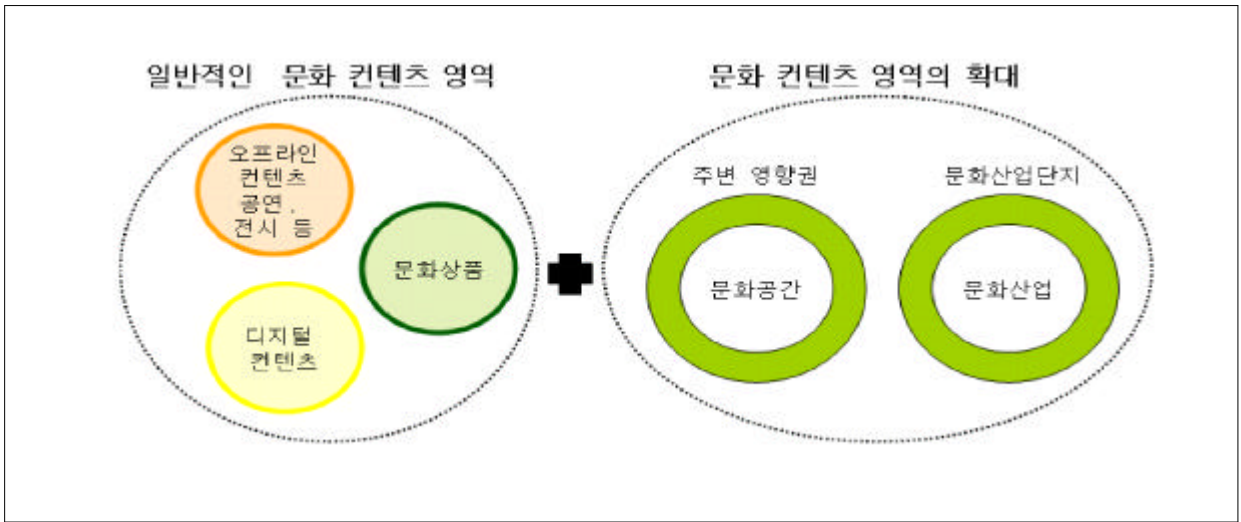 일반적인 문화 컨텐츠 영역
오프라인
컨텐츠
공연,
전시 등
문화상품
디지털
컨텐츠
문화 컨텐츠 영역의 확대
주변 영향권
문화공간
문화산업단지
문화산업